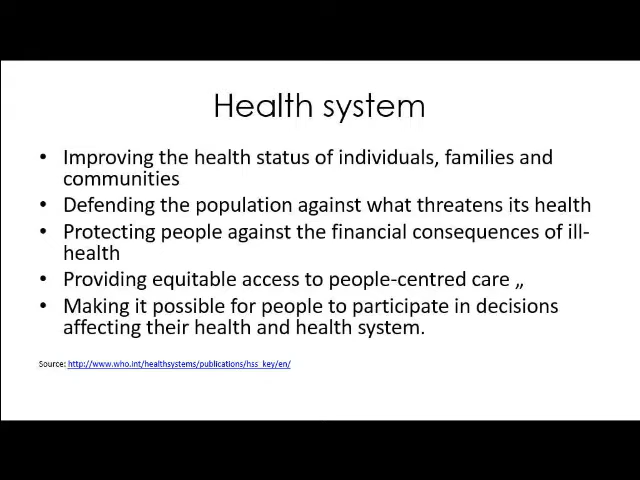 Health system
• Improving the health status of individuals, families and
communities
• Defending the population against what threatens its health
• Protecting people against the financial consequences of ill-
health
• Providing equitable access to people-centred care „
• Making it possible for people to participate in decisions
affecting their health and health system.
Source: http://www.who.int/healthsystems/publications/hss_key/en/